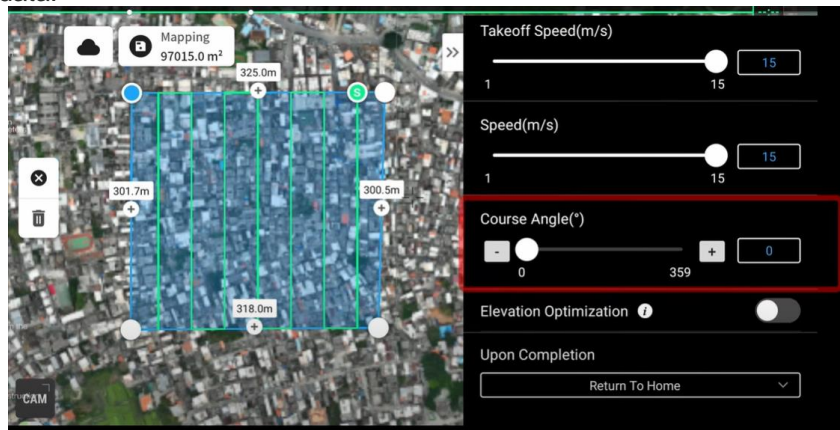 Mapping
97015.0 m²
325.0m
S
301.7m
300.5m
318.0m
CAM
Takeoff Speed(m/s)
15
1 15
Speed(m/s)
15
1 15
Course Angle(°)
- + 0
0 359
Elevation Optimization i
Upon Completion
Return To Home